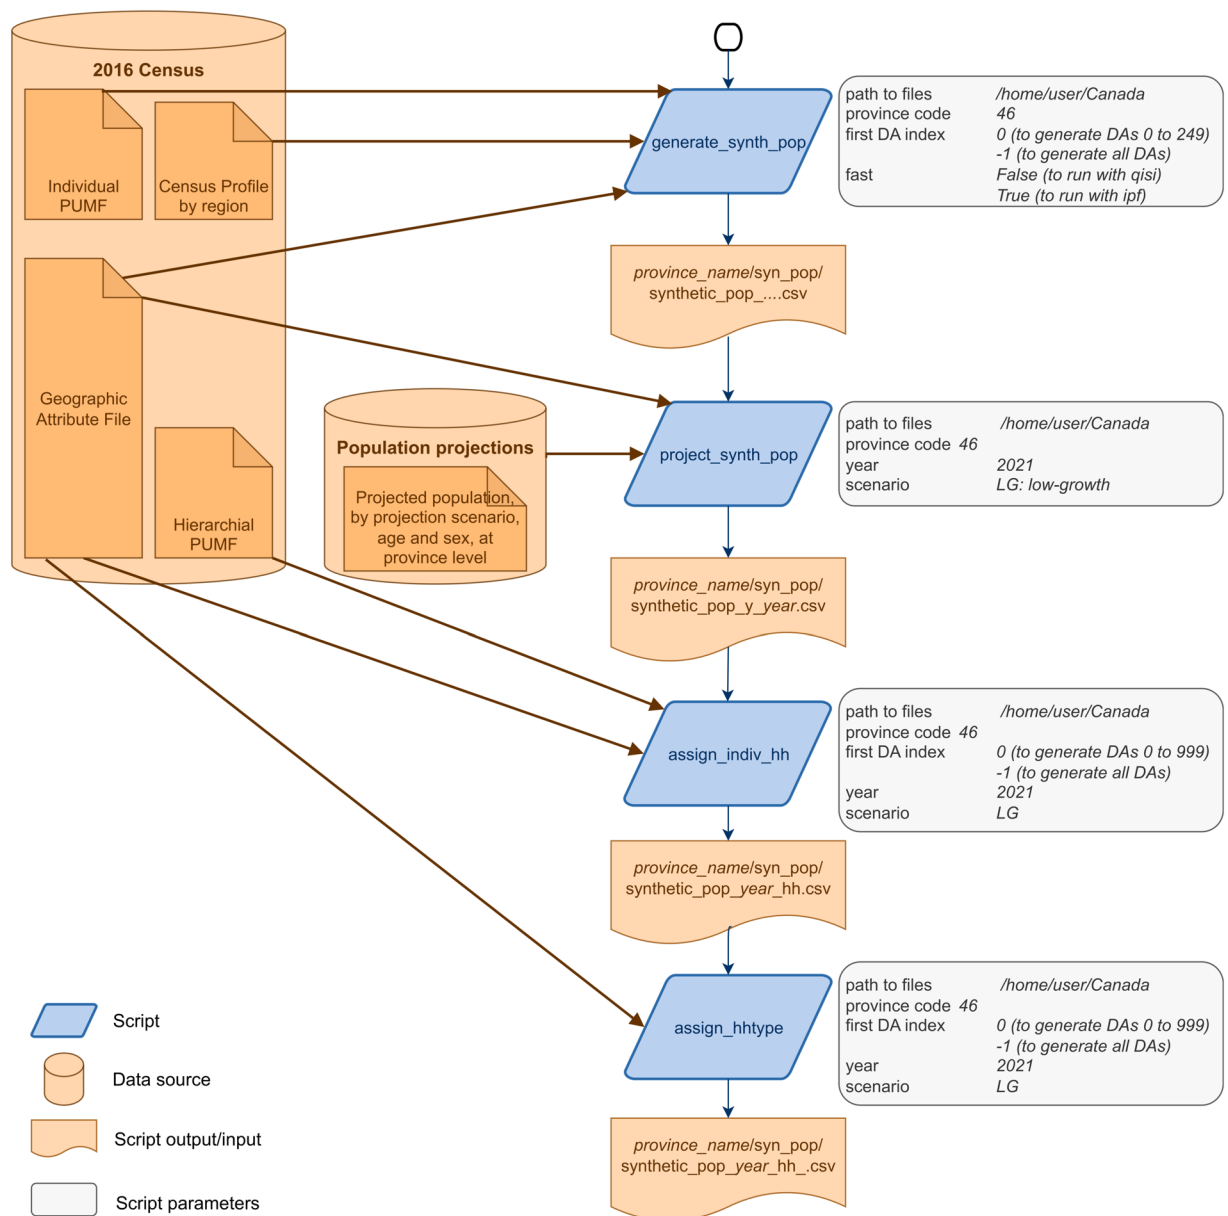 2016 Census
Individual
PUMF
Census Profile
by region
Geographic
Attribute File
Hierarchial
PUMF
Population projections
Projected population,
by projection scenario,
age and sex, at
province level
generate_synth_pop
path to files /home/user/Canada
province code 46
first DA index 0 (to generate DAs 0 to 249)
-1 (to generate all DAs)
fast False (to run with qisi)
True (to run with ipf)
province_name/syn_pop/
synthetic_pop_....csv
project_synth_pop
path to files /home/user/Canada
province code 46
year 2021
scenario LG: low-growth
province_name/syn_pop/
synthetic_pop_y_year.csv
assign_indiv_hh
path to files /home/user/Canada
province code 46
first DA index 0 (to generate DAs 0 to 999)
-1 (to generate all DAs)
year 2021
scenario LG
province_name/syn_pop/
synthetic_pop_year_hh.csv
assign_hhtype
path to files /home/user/Canada
province code 46
first DA index 0 (to generate DAs 0 to 999)
-1 (to generate all DAs)
year 2021
scenario LG
province_name/syn_pop/
synthetic_pop_year_hh_.csv
Script
Data source
Script output/input
Script parameters